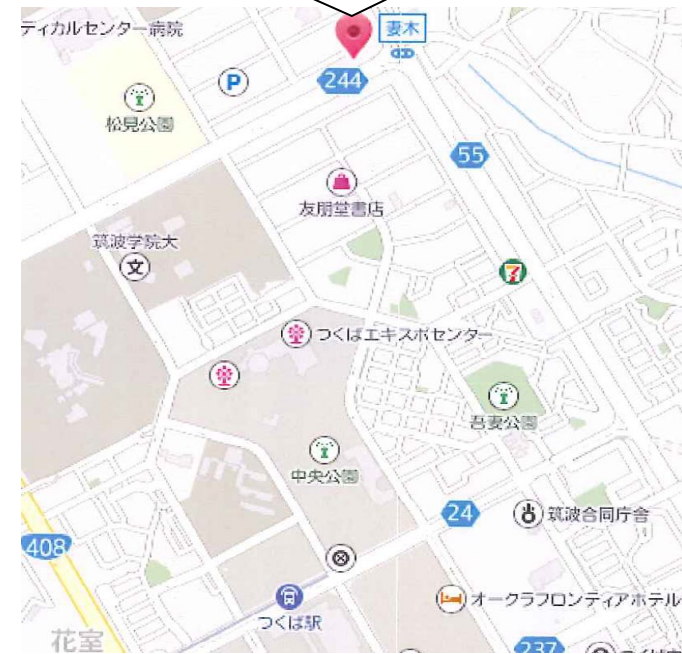 ティカルセンター病院
妻木
244
P
松見公園
55
友朋堂書店
筑波学院大
文
7
つくばエキスポセンター
吾妻公園
中央公園
24
筑波合同庁舎
408
オークラフロンティアホテル
つくば駅
花室
237